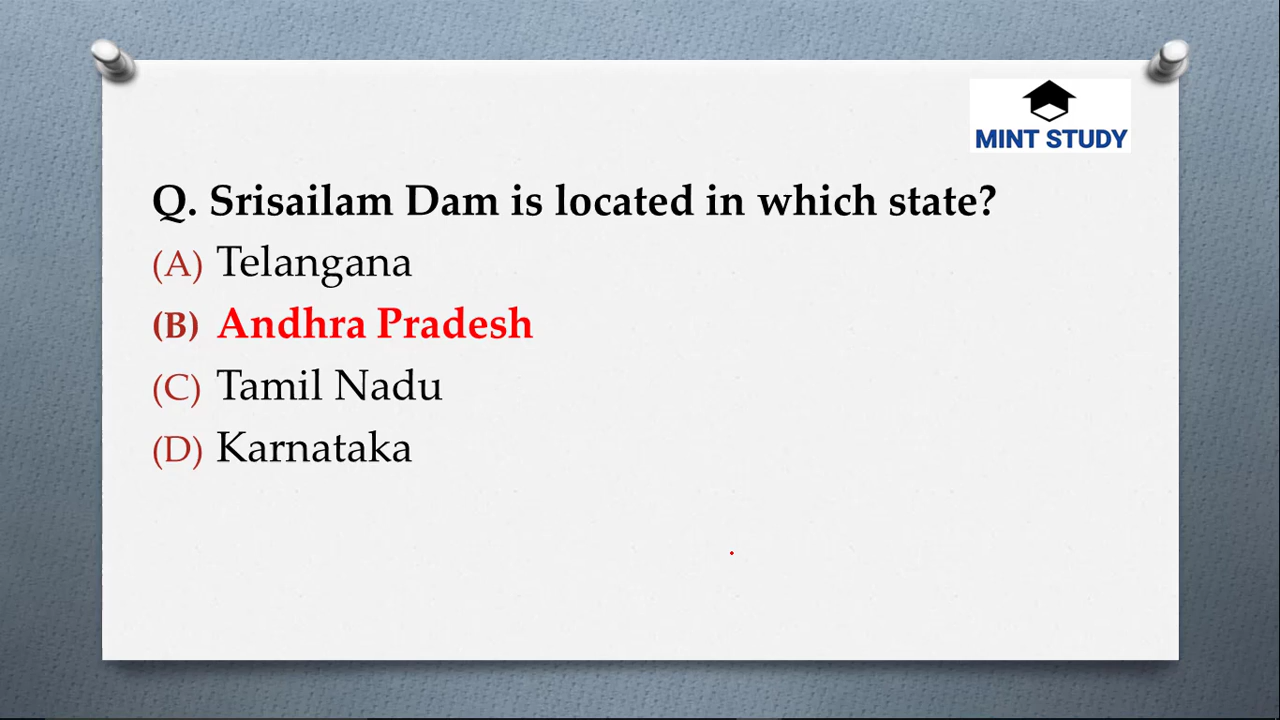 MINT STUDY
Q. Srisailam Dam is located in which state?
(A) Telangana
(B) Andhra Pradesh
(C) Tamil Nadu
(D) Karnataka